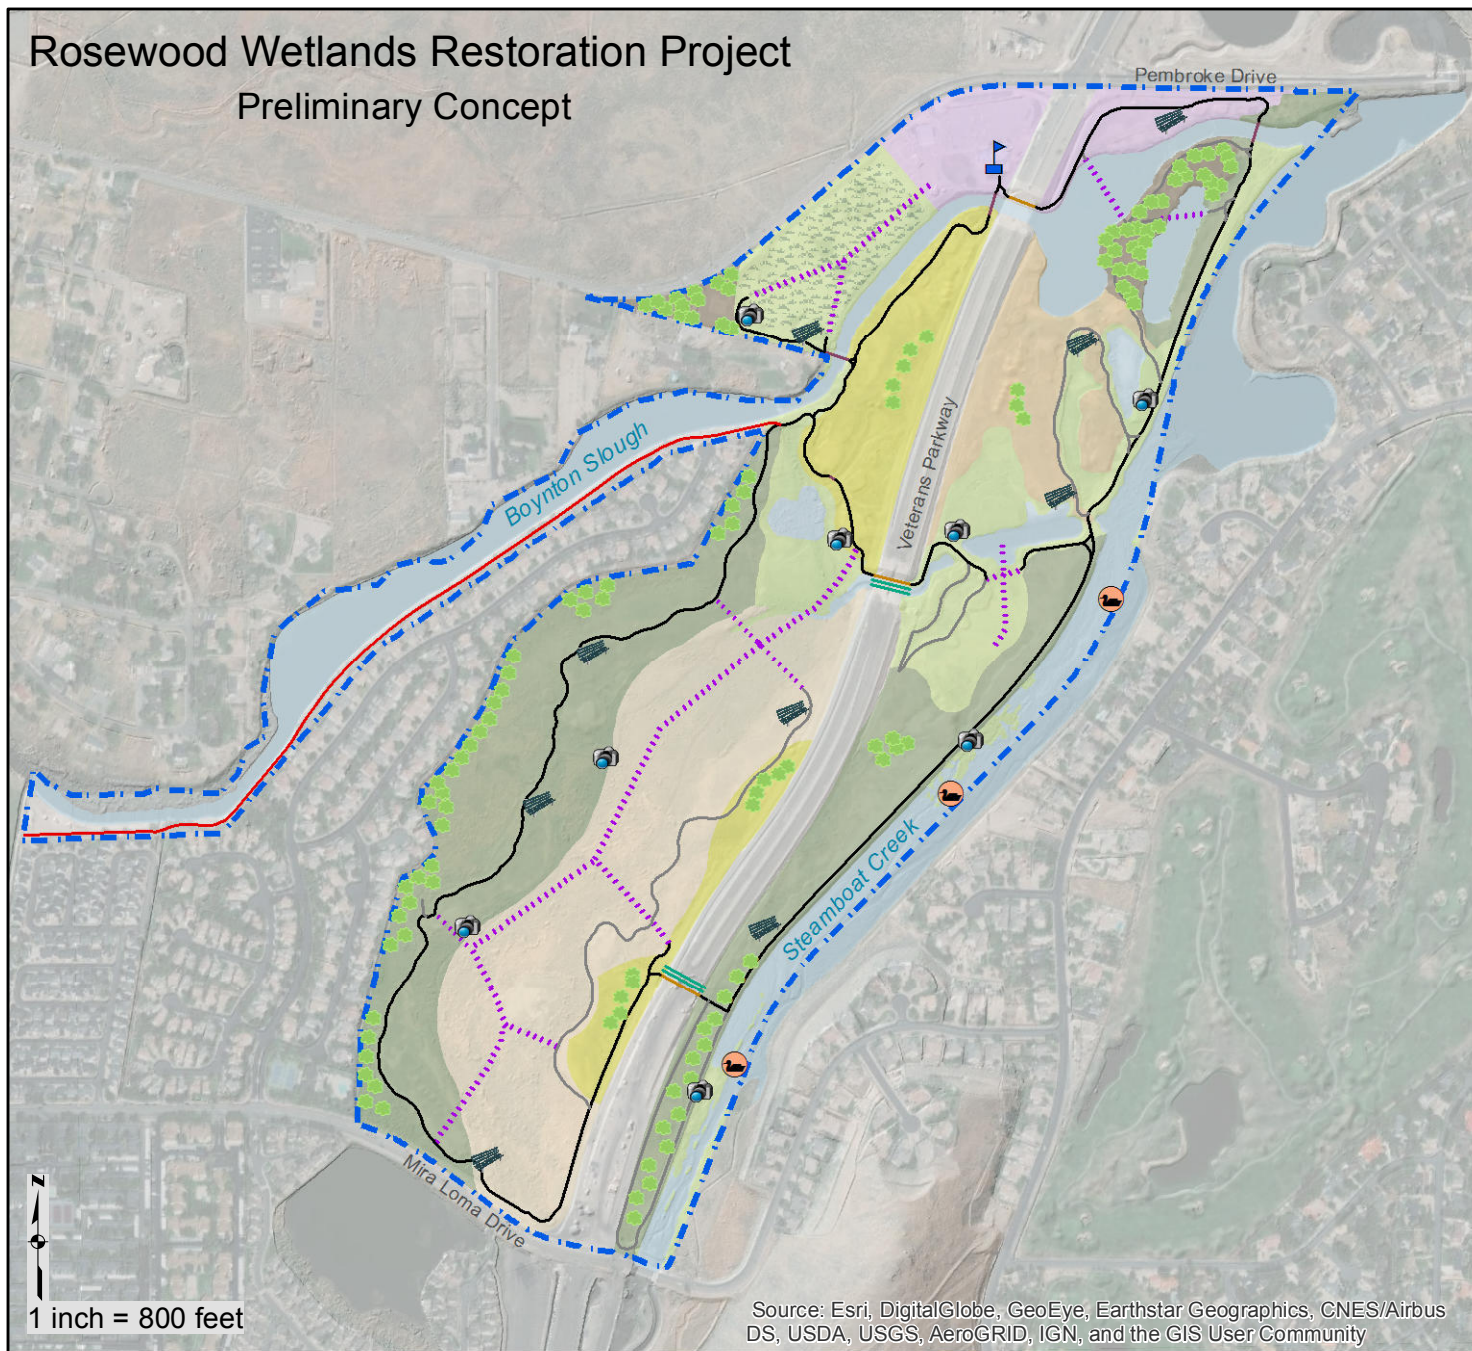 Rosewood Wetlands Restoration Project
Preliminary Concept
Pembroke Drive
Boynton Slough
Veterans Parkway
Steamboat Creek
Mira Loma Drive
N
1 inch = 800 feet
Source: Esri, DigitalGlobe, GeoEye, Earthstar Geographics, CNES/Airbus
DS, USDA, USGS, AeroGRID, IGN, and the GIS User Community